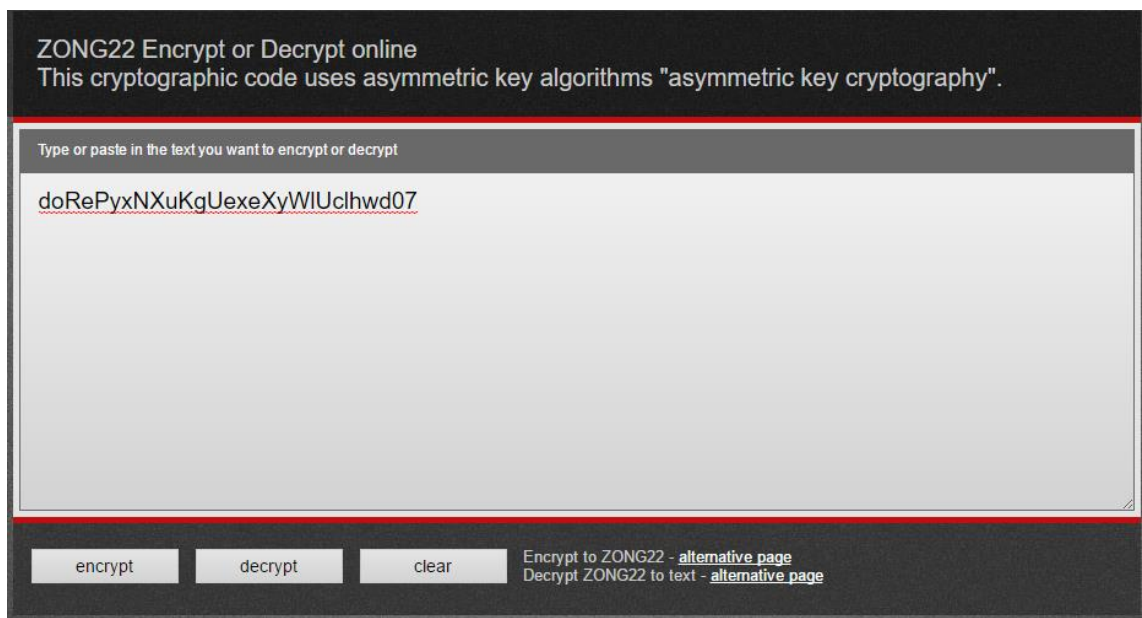 ZONG22 Encrypt or Decrypt online
This cryptographic code uses asymmetric key algorithms "asymmetric key cryptography".
Type or paste in the text you want to encrypt or decrypt
doRePyxNXuKgUexeXyWlUclhwd07
encrypt decrypt clear
Encrypt to ZONG22 - alternative page
Decrypt ZONG22 to text - alternative page